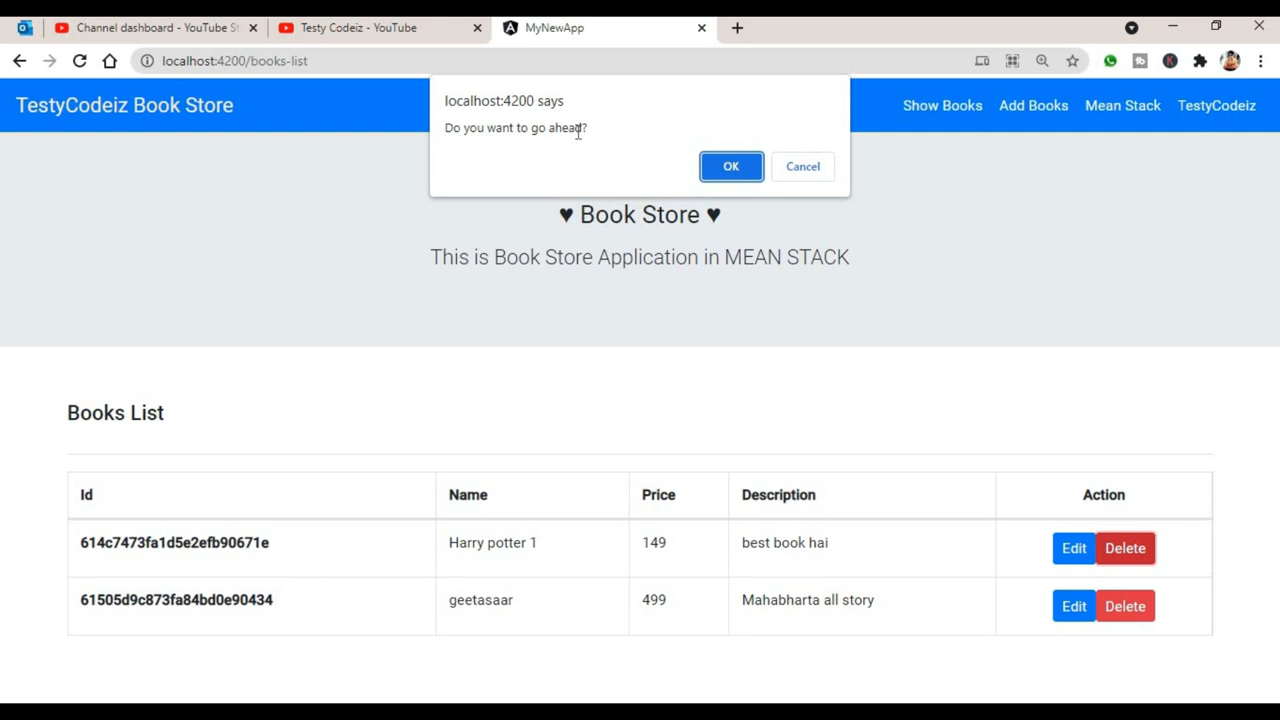 Channel dashboard - YouTube St
Testy Codeiz - YouTube
MyNewApp
localhost:4200/books-list
TestyCodeiz Book Store
Show Books
Add Books
Mean Stack
TestyCodeiz
localhost:4200 says
Do you want to go ahead?
OK
Cancel
♥ Book Store ♥
This is Book Store Application in MEAN STACK
Books List
Id Name Price Description Action
614c7473fa1d5e2efb90671e Harry potter 1 149 best book hai Edit Delete
61505d9c873fa84bd0e90434 geetasaar 499 Mahabharta all story Edit Delete